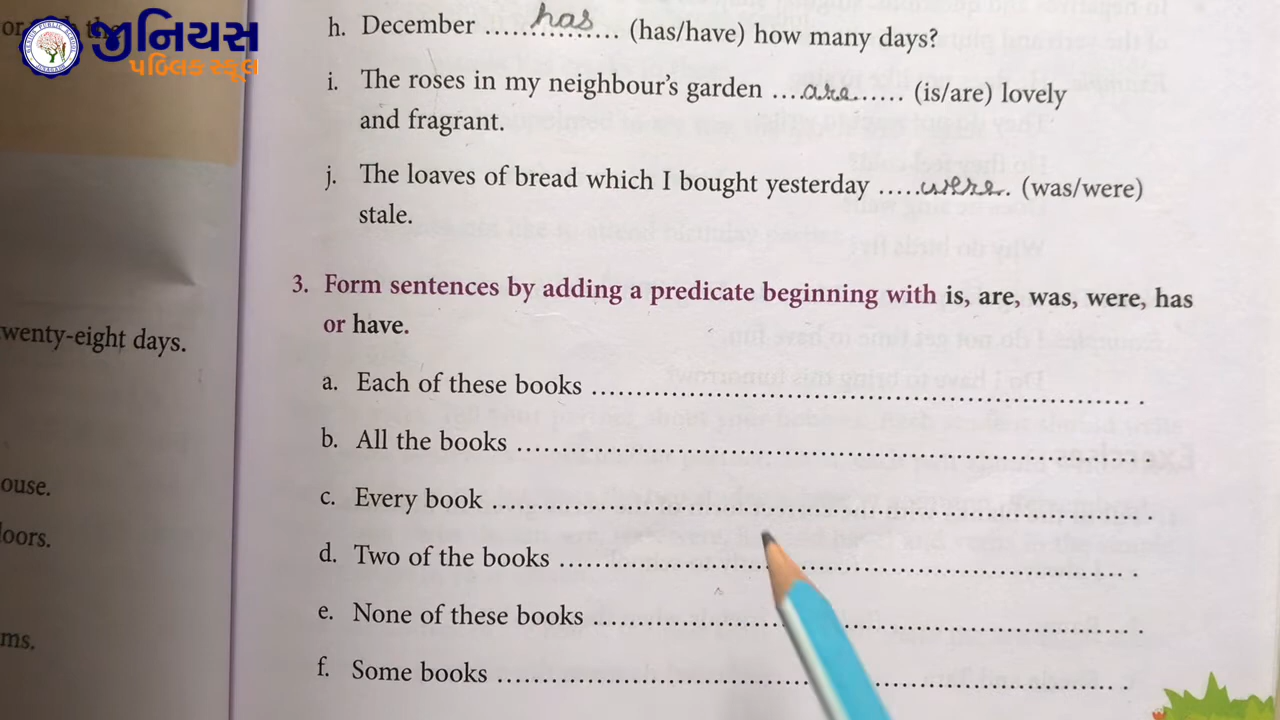 or
the
જીનિયસ
પબ્લિક સ્કૂલ
h. December .....has..... (has/have) how many days?
i. The roses in my neighbour's garden ....are...... (is/are) lovely
and fragrant.
j. The loaves of bread which I bought yesterday .....were. (was/were)
stale.
wenty-eight days.
3. Form sentences by adding a predicate beginning with is, are, was, were, has
or have.
a. Each of these books .................... .
b. All the books .................... .
ouse.
c. Every book .................... .
loors.
d. Two of the books .................... .
e. None of these books .................... .
ms.
f. Some books .................... .